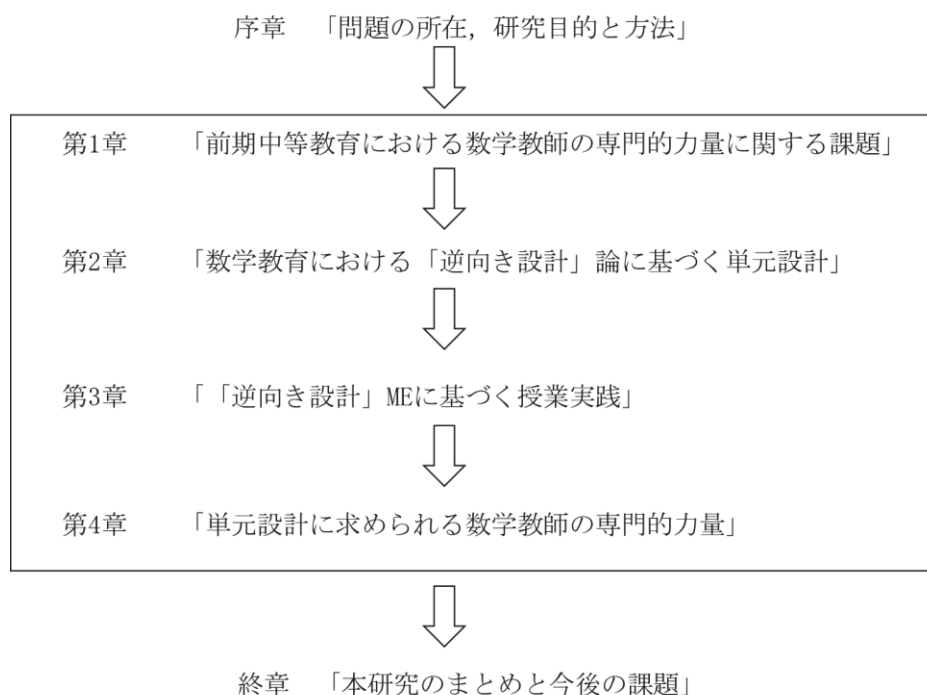 序章　「問題の所在，研究目的と方法」
第1章　「前期中等教育における数学教師の専門的力量に関する課題」
第2章　「数学教育における「逆向き設計」論に基づく単元設計」
第3章　「「逆向き設計」MEに基づく授業実践」
第4章　「単元設計に求められる数学教師の専門的力量」
終章　「本研究のまとめと今後の課題」